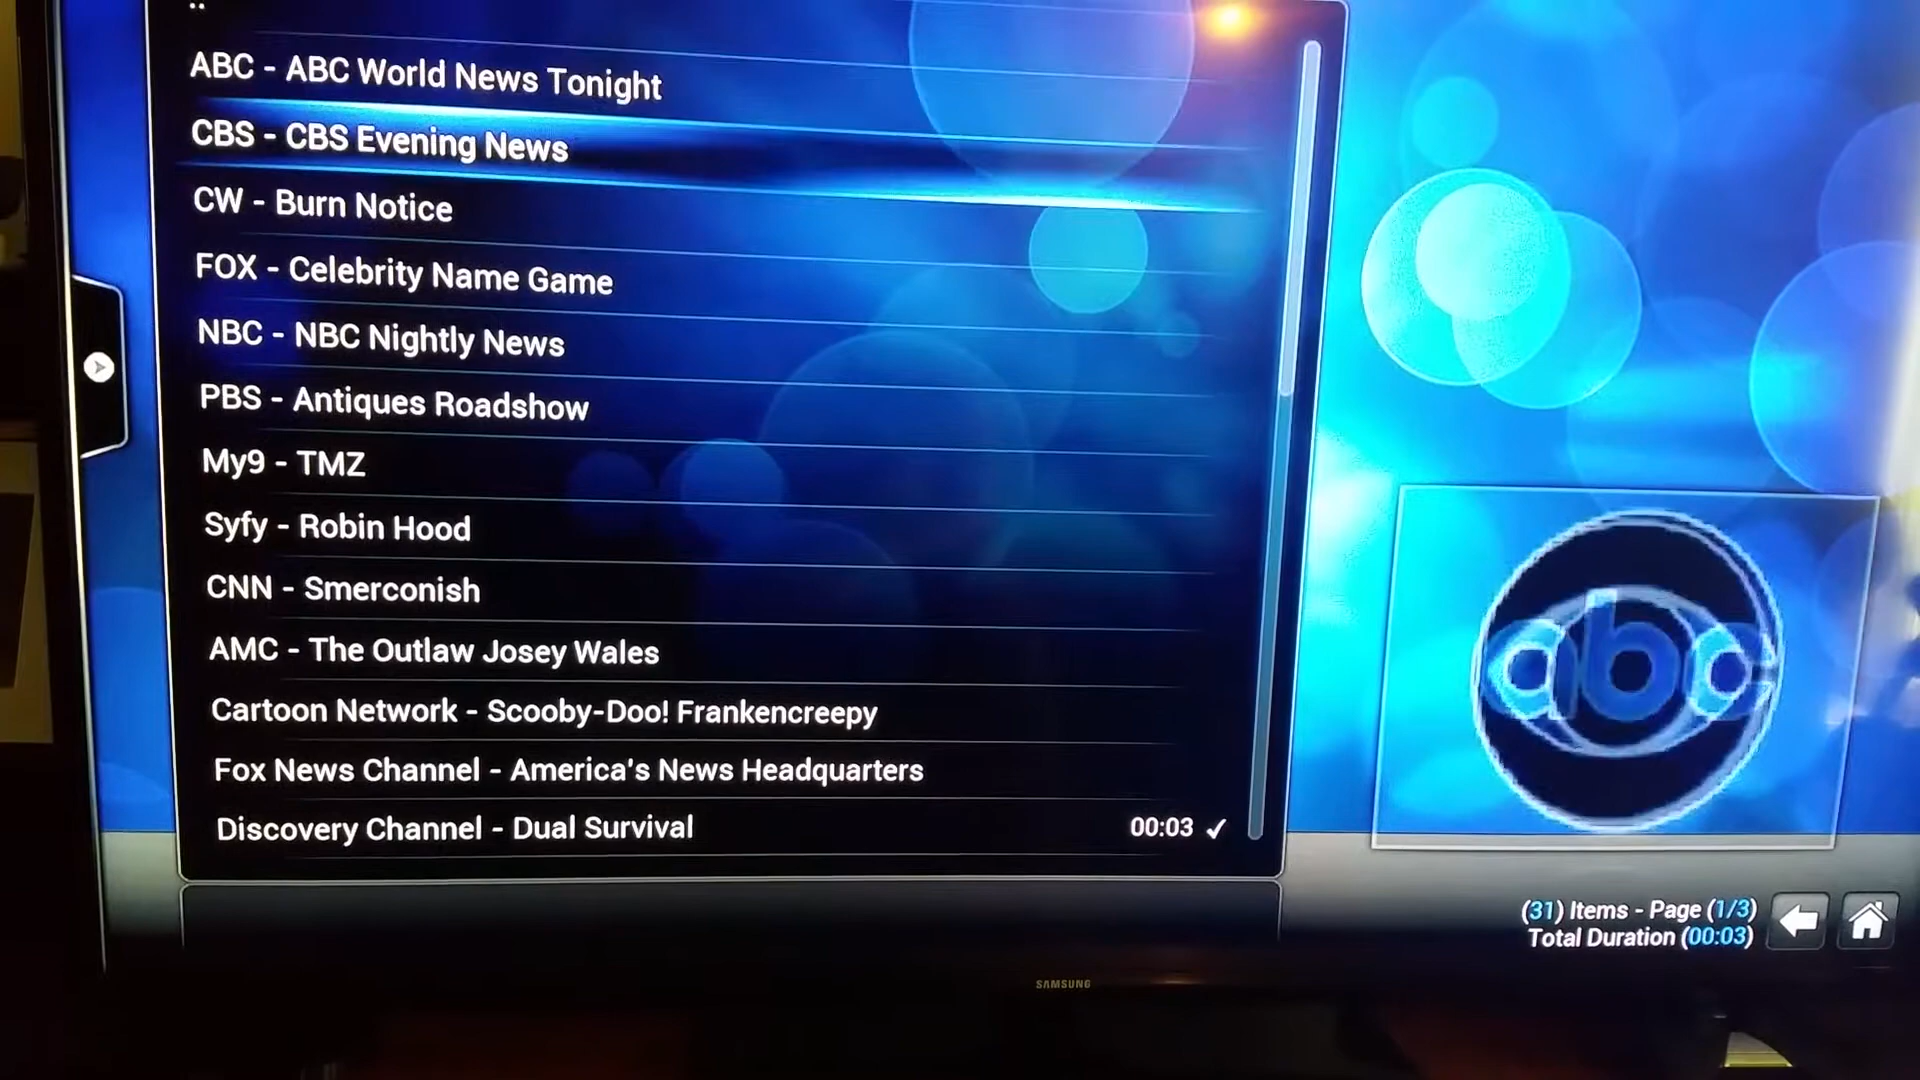 ..
ABC - ABC World News Tonight
CBS - CBS Evening News
CW - Burn Notice
FOX - Celebrity Name Game
NBC - NBC Nightly News
PBS - Antiques Roadshow
My9 - TMZ
Syfy - Robin Hood
CNN - Smerconish
AMC - The Outlaw Josey Wales
Cartoon Network - Scooby-Doo! Frankencreepy
Fox News Channel - America's News Headquarters
Discovery Channel - Dual Survival 00:03 ✓
abc
(31) Items - Page (1/3)
Total Duration (00:03)
SAMSUNG